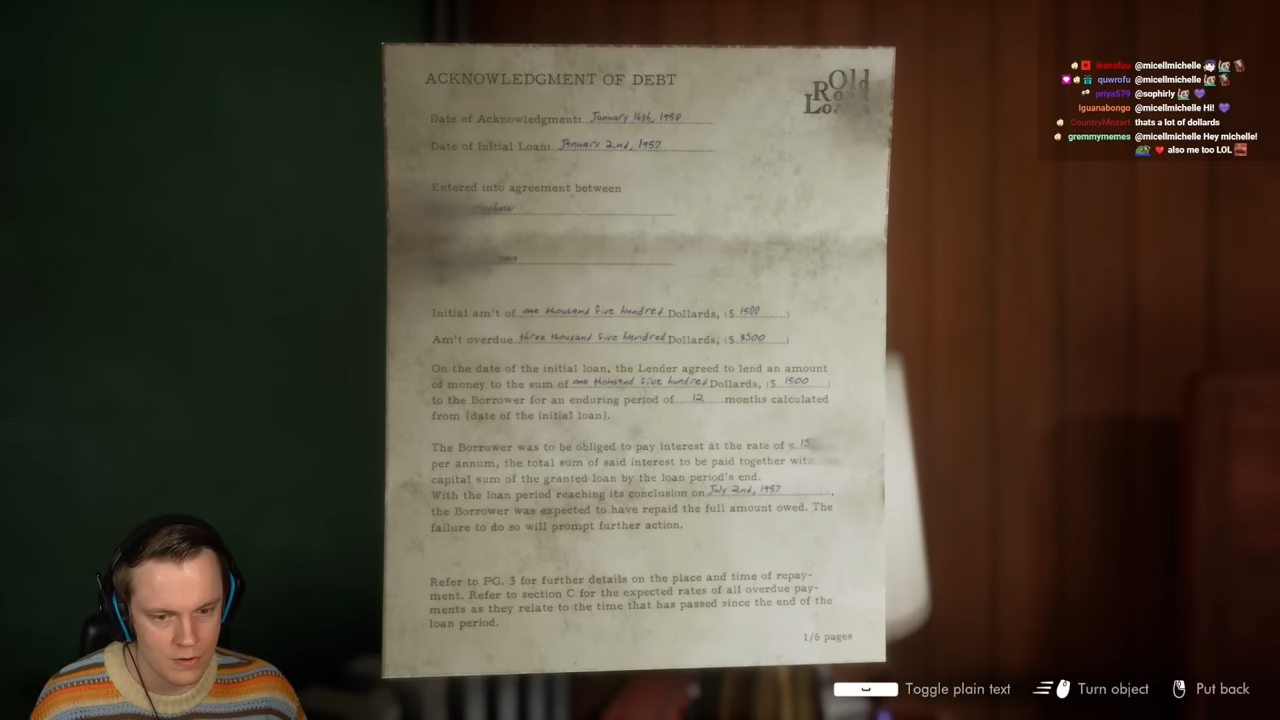 ACKNOWLEDGMENT OF DEBT
Old
Road
Date of Acknowledgment: January 16th, 1958
Date of Initial Loan: January 2nd, 1957
Entered into agreement between
Initial am't of one thousand five hundred Dollars, ($ 1500 )
Am't overdue three thousand five hundred Dollars, ($ 3500 )
On the date of the initial loan, the Lender agreed to lend an amount
of money to the sum of one thousand five hundred Dollars, ($ 1500 )
to the Borrower for an enduring period of 12 months calculated
from (date of the initial loan).
The Borrower was to be obliged to pay interest at the rate of % 15
per annum, the total sum of said interest to be paid together with
capital sum of the granted loan by the loan period's end.
With the loan period reaching its conclusion on July 2nd, 1957,
the Borrower was expected to have repaid the full amount owed. The
failure to do so will prompt further action.
Refer to PG. 3 for further details on the place and time of repay-
ment. Refer to section C for the expected rates of all overdue pay-
ments as they relate to the time that has passed since the end of the
loan period.
1/6 pages
ikanafuu @micellmichelle
quwrofu @micellmichelle
priya579 @sophirly
Iguanabongo @micellmichelle Hi!
CountryMozart thats a lot of dollards
gremmymemes @micellmichelle Hey michelle!
also me too LOL
Toggle plain text
Turn object
Put back